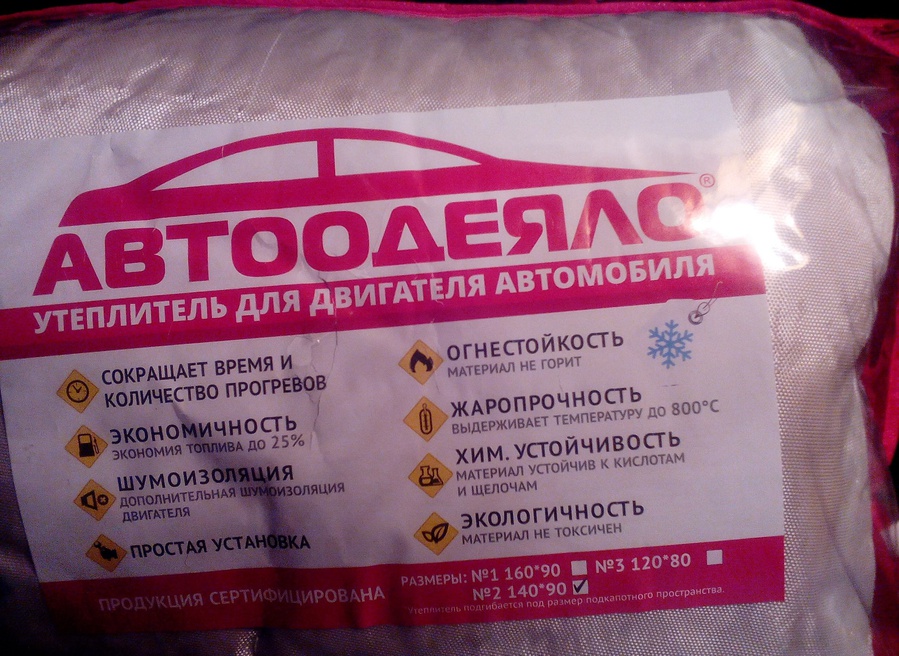 АВТООДЕЯЛО®
УТЕПЛИТЕЛЬ ДЛЯ ДВИГАТЕЛЯ АВТОМОБИЛЯ
СОКРАЩАЕТ ВРЕМЯ И
КОЛИЧЕСТВО ПРОГРЕВОВ
ЭКОНОМИЧНОСТЬ
ЭКОНОМИЯ ТОПЛИВА ДО 25%
ШУМОИЗОЛЯЦИЯ
ДОПОЛНИТЕЛЬНАЯ ШУМОИЗОЛЯЦИЯ
ДВИГАТЕЛЯ
ПРОСТАЯ УСТАНОВКА
ОГНЕСТОЙКОСТЬ
МАТЕРИАЛ НЕ ГОРИТ
ЖАРОПРОЧНОСТЬ
ВЫДЕРЖИВАЕТ ТЕМПЕРАТУРУ ДО 800°С
ХИМ. УСТОЙЧИВОСТЬ
МАТЕРИАЛ УСТОЙЧИВ К КИСЛОТАМ
И ЩЕЛОЧАМ
ЭКОЛОГИЧНОСТЬ
МАТЕРИАЛ НЕ ТОКСИЧЕН
ПРОДУКЦИЯ СЕРТИФИЦИРОВАНА
РАЗМЕРЫ: №1 160*90 №3 120*80
№2 140*90
Утеплитель подгибается под размер подкапотного пространства.